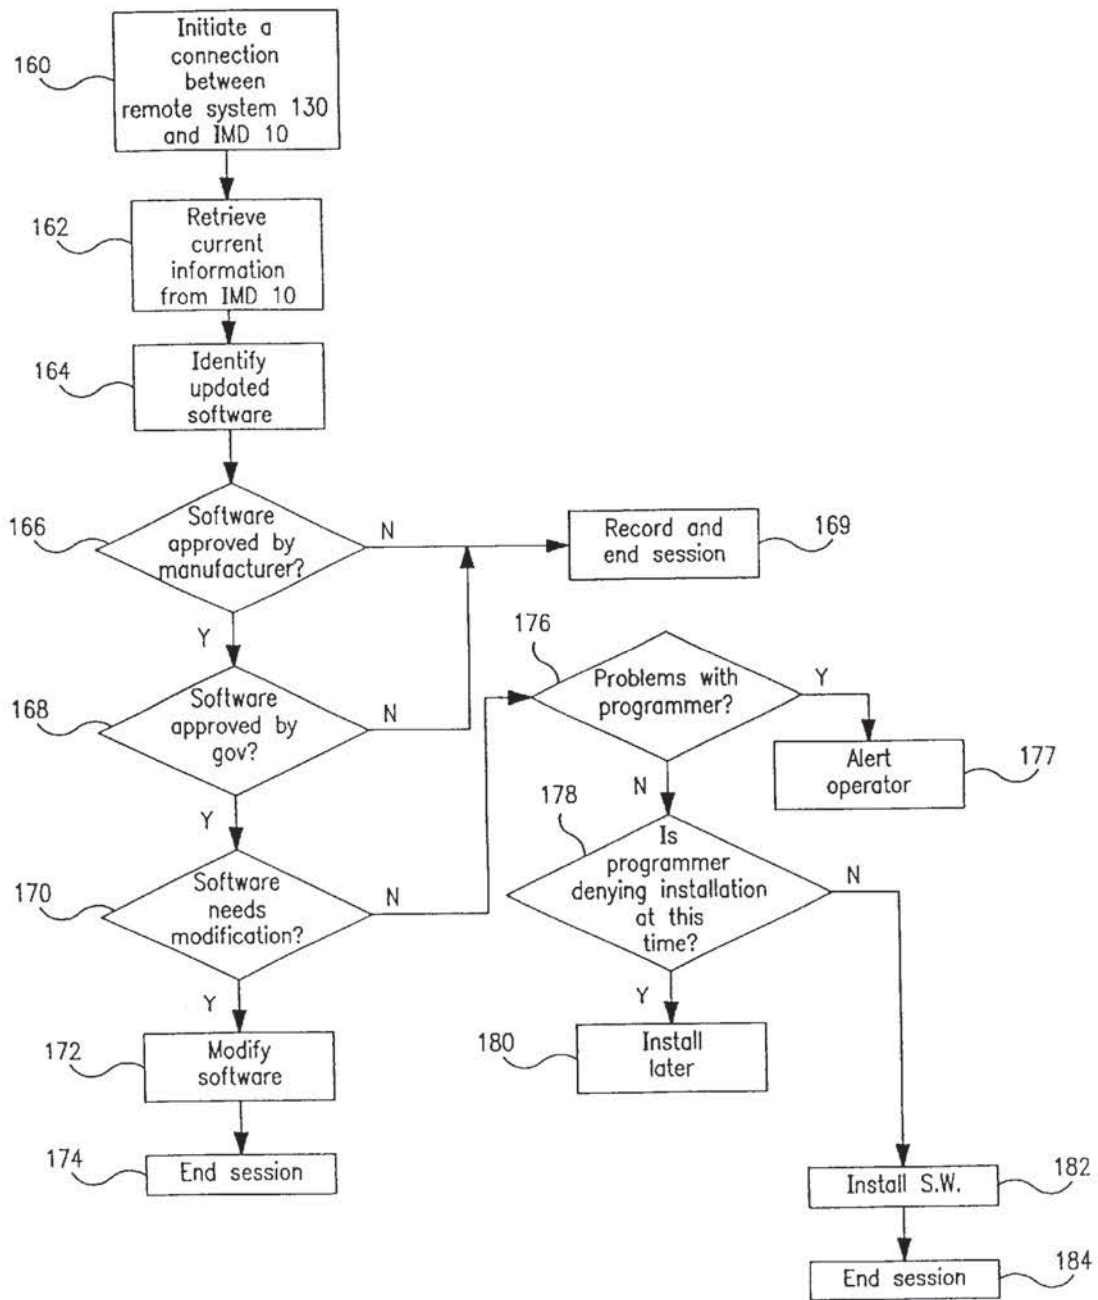 160
Initiate a
connection
between
remote system 130
and IMD 10
162
Retrieve
current
information
from IMD 10
164
Identify
updated
software
166
Software
approved by
manufacturer?
N
Y
Record and
end session
169
168
Software
approved by
gov?
N
Y
170
Software
needs
modification?
N
Y
172
Modify
software
174
End session
176
Problems with
programmer?
Y
N
Alert
operator
177
178
Is
programmer
denying installation
at this
time?
N
Y
180
Install
later
Install S.W.
182
End session
184